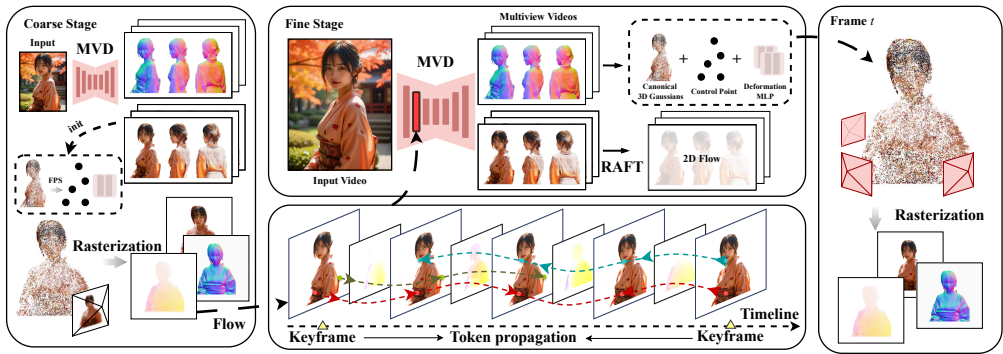 Coarse Stage
Input
MVD
init
FPS
Rasterization
Flow
Fine Stage
Input Video
MVD
Multiview Videos
RAFT
2D Flow
Canonical
3D Gaussians
Control Point
Deformation
MLP
+
+
Timeline
Keyframe
Token propagation
Keyframe
Frame t
Rasterization